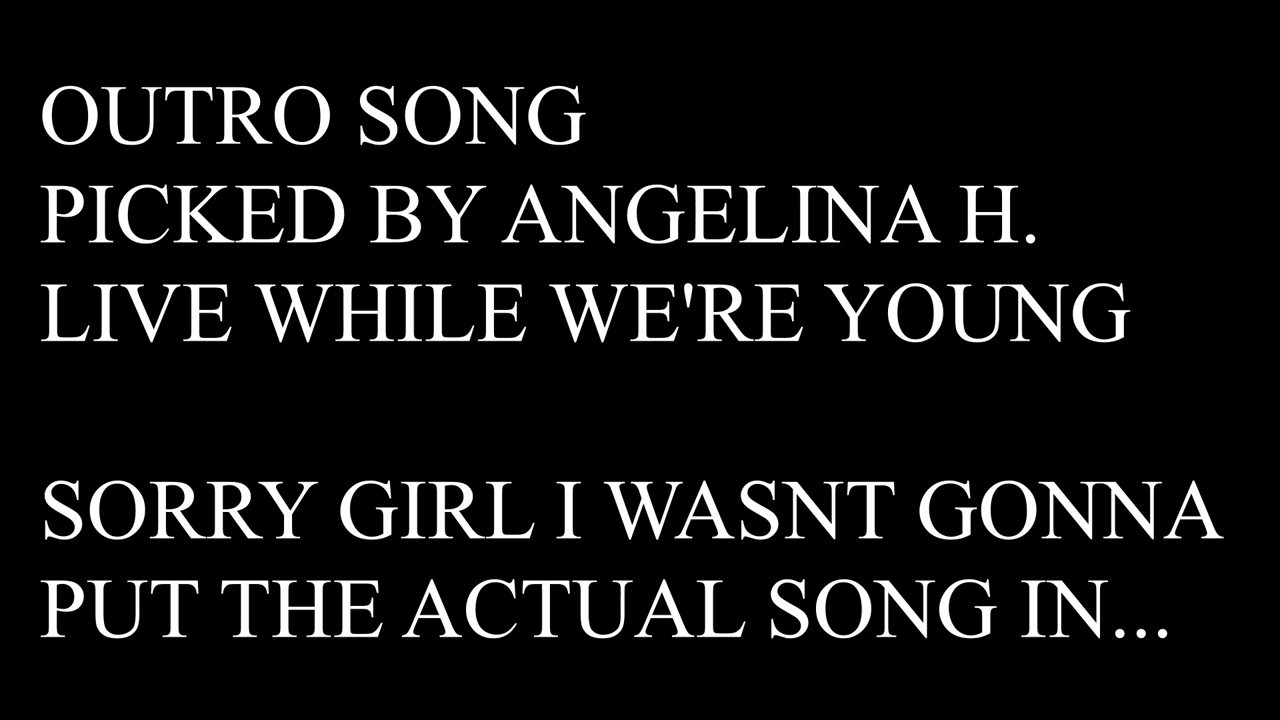 OUTRO SONG
PICKED BY ANGELINA H.
LIVE WHILE WE'RE YOUNG
SORRY GIRL I WASNT GONNA
PUT THE ACTUAL SONG IN...